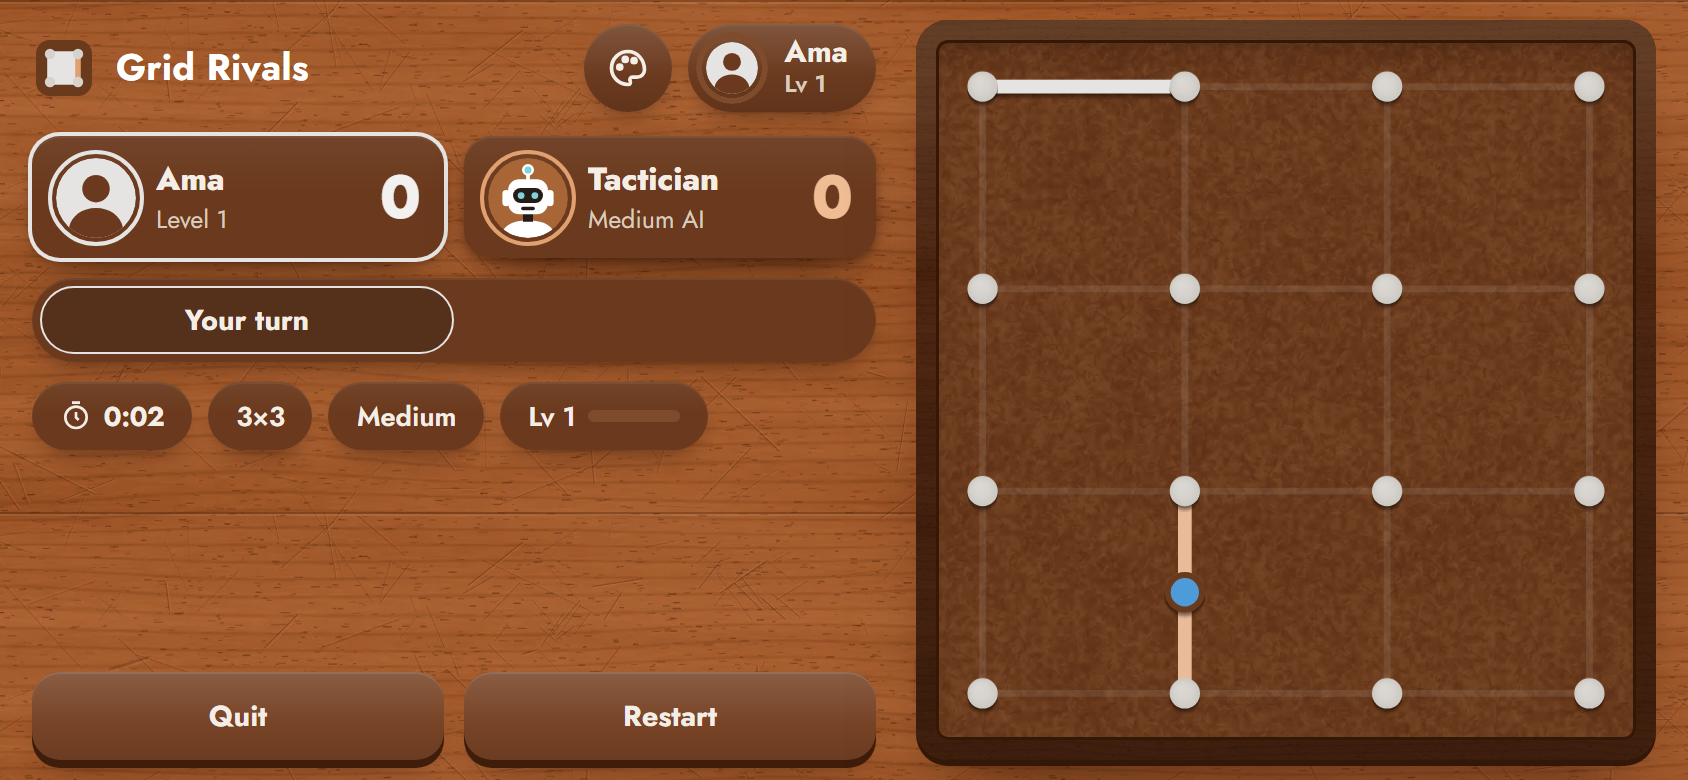 Grid Rivals
Ama
Lv 1
Ama
Level 1
0
Tactician
Medium AI
0
Your turn
0:02
3×3
Medium
Lv 1
Quit
Restart